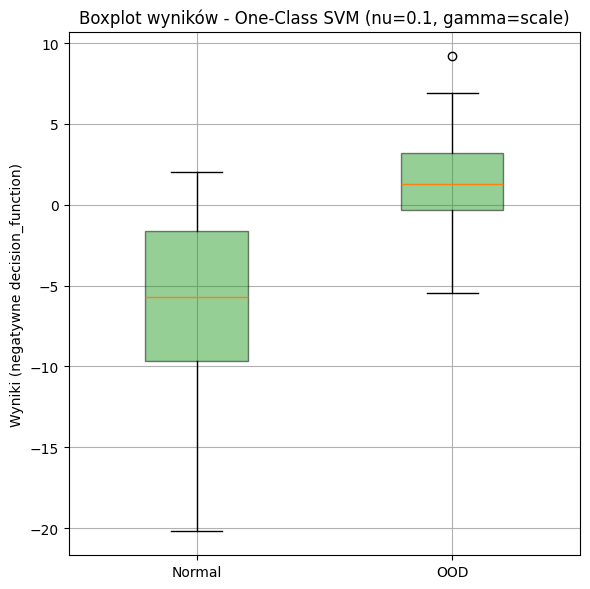 Boxplot wyników - One-Class SVM (nu=0.1, gamma=scale)
Wyniki (negatywne decision_function)
10
5
0
−5
−10
−15
−20
Normal
OOD